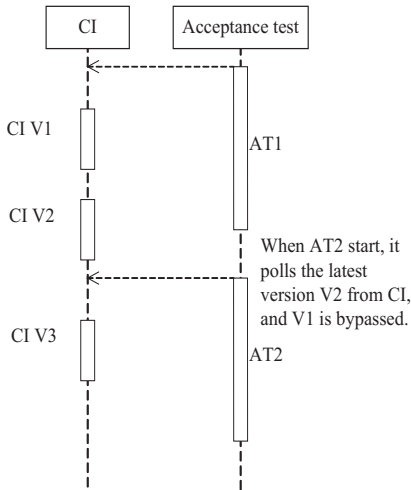 CI
Acceptance test
CI V1
AT1
CI V2
When AT2 start, it
polls the latest
version V2 from CI,
and V1 is bypassed.
CI V3
AT2